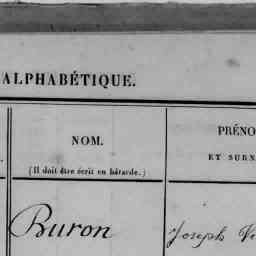 ALPHABÉTIQUE.
NOM.
(Il doit être écrit en bâtarde.)
PRÉNO
ET SURN
Buron
Joseph